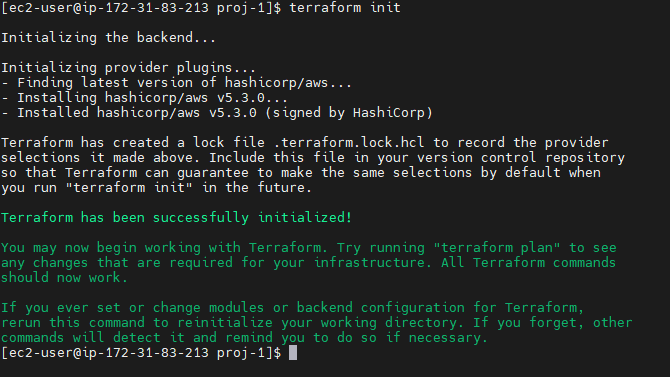 [ec2-user@ip-172-31-83-213 proj-1]$ terraform init
Initializing the backend...
Initializing provider plugins...
- Finding latest version of hashicorp/aws...
- Installing hashicorp/aws v5.3.0...
- Installed hashicorp/aws v5.3.0 (signed by HashiCorp)
Terraform has created a lock file .terraform.lock.hcl to record the provider
selections it made above. Include this file in your version control repository
so that Terraform can guarantee to make the same selections by default when
you run "terraform init" in the future.
Terraform has been successfully initialized!
You may now begin working with Terraform. Try running "terraform plan" to see
any changes that are required for your infrastructure. All Terraform commands
should now work.
If you ever set or change modules or backend configuration for Terraform,
rerun this command to reinitialize your working directory. If you forget, other
commands will detect it and remind you to do so if necessary.
[ec2-user@ip-172-31-83-213 proj-1]$